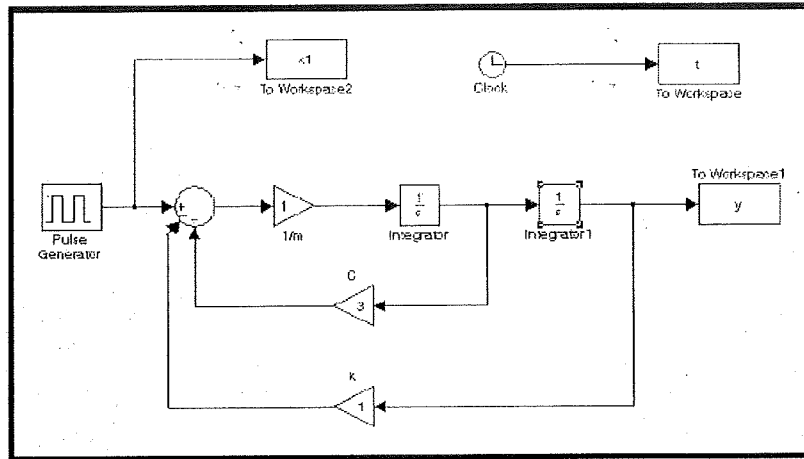 x1
To Workspace2
Clock
t
To Workspace
To Workspace1
y
Pulse
Generator
+
−
−
1
1/m
1
s
Integrator
1
s
Integrator1
C
3
K
1